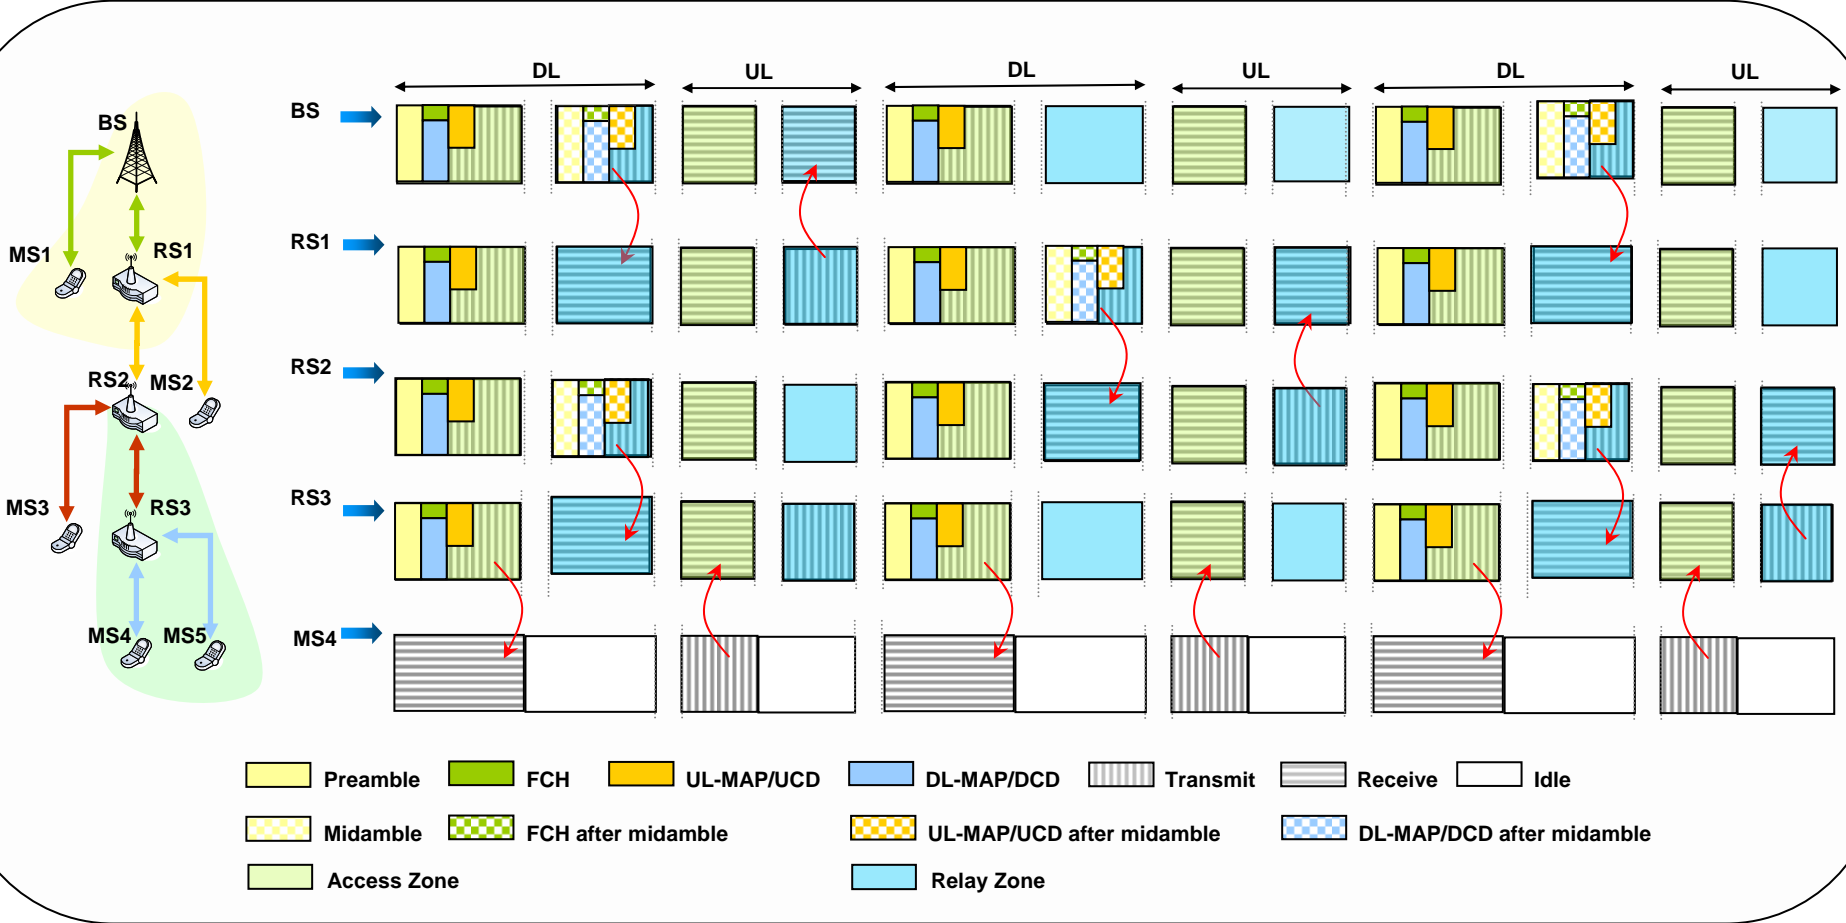 DL UL DL UL DL UL
BS
BS
RS1
MS1
RS1
RS2
RS2 MS2
RS3
MS3
RS3
MS4
MS4 MS5
Preamble FCH UL-MAP/UCD DL-MAP/DCD Transmit Receive Idle
Midamble FCH after midamble UL-MAP/UCD after midamble DL-MAP/DCD after midamble
Access Zone Relay Zone